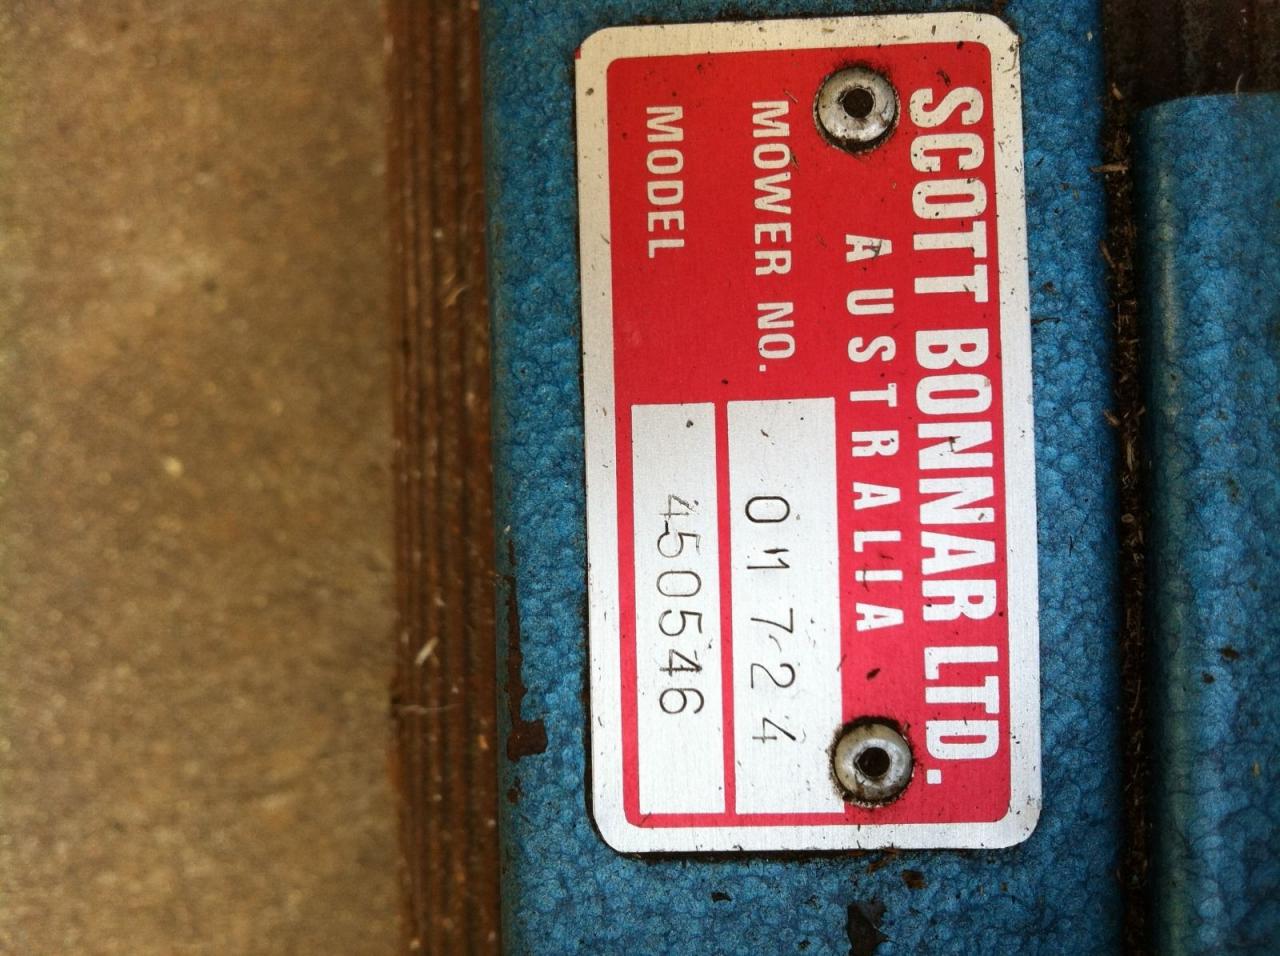 SCOTT BONNAR LTD.
AUSTRALIA
MOWER NO. 01724
MODEL 450546